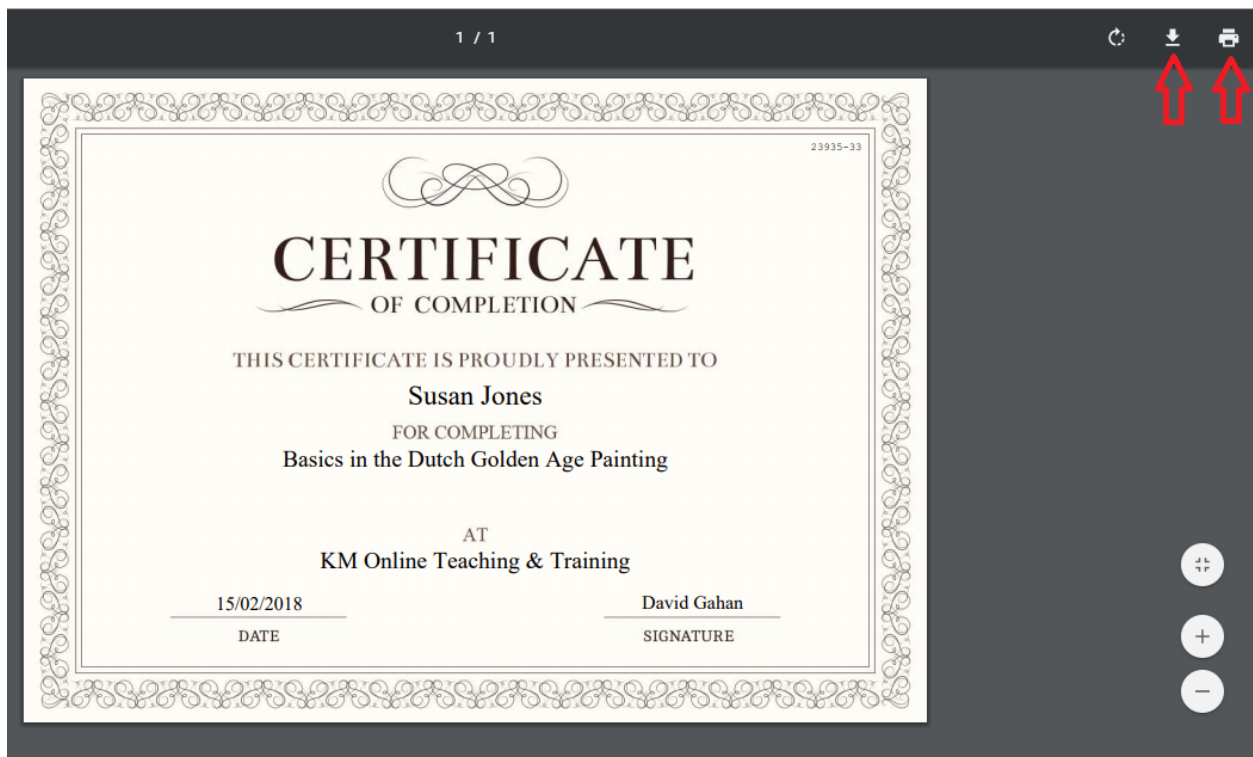 1 / 1
23935-33
CERTIFICATE
OF COMPLETION
THIS CERTIFICATE IS PROUDLY PRESENTED TO
Susan Jones
FOR COMPLETING
Basics in the Dutch Golden Age Painting
AT
KM Online Teaching & Training
15/02/2018 David Gahan
DATE SIGNATURE